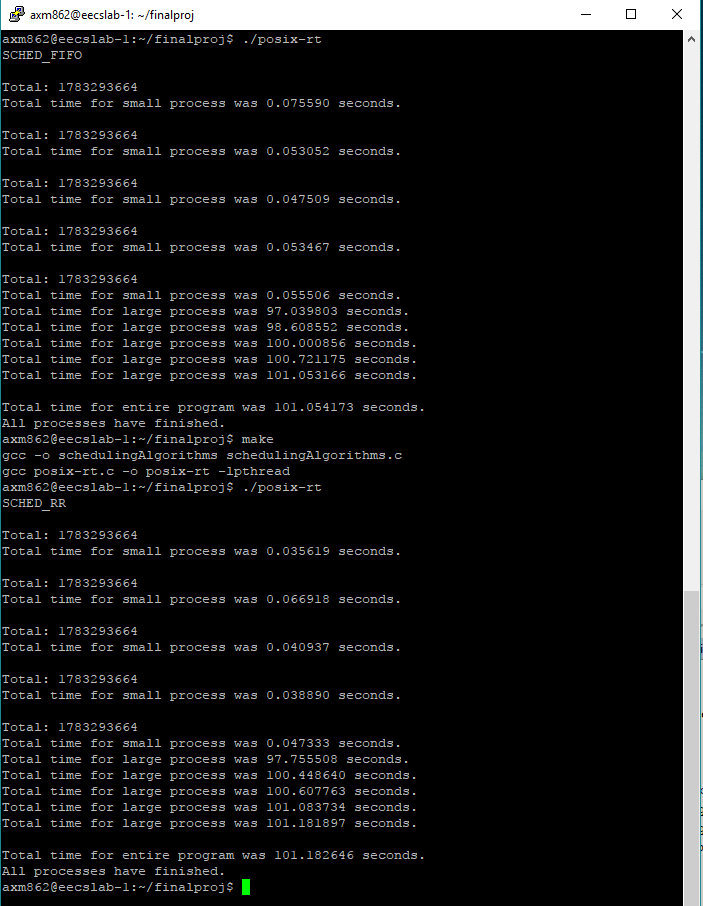 axm862@eecslab-1: ~/finalproj
axm862@eecslab-1:~/finalproj$ ./posix-rt
SCHED_FIFO
Total: 1783293664
Total time for small process was 0.075590 seconds.
Total: 1783293664
Total time for small process was 0.053052 seconds.
Total: 1783293664
Total time for small process was 0.047509 seconds.
Total: 1783293664
Total time for small process was 0.053467 seconds.
Total: 1783293664
Total time for small process was 0.055506 seconds.
Total time for large process was 97.039803 seconds.
Total time for large process was 98.608552 seconds.
Total time for large process was 100.000856 seconds.
Total time for large process was 100.721175 seconds.
Total time for large process was 101.053166 seconds.
Total time for entire program was 101.054173 seconds.
All processes have finished.
axm862@eecslab-1:~/finalproj$ make
gcc -o schedulingAlgorithms schedulingAlgorithms.c
gcc posix-rt.c -o posix-rt -lpthread
axm862@eecslab-1:~/finalproj$ ./posix-rt
SCHED_RR
Total: 1783293664
Total time for small process was 0.035619 seconds.
Total: 1783293664
Total time for small process was 0.066918 seconds.
Total: 1783293664
Total time for small process was 0.040937 seconds.
Total: 1783293664
Total time for small process was 0.038890 seconds.
Total: 1783293664
Total time for small process was 0.047333 seconds.
Total time for large process was 97.755508 seconds.
Total time for large process was 100.448640 seconds.
Total time for large process was 100.607763 seconds.
Total time for large process was 101.083734 seconds.
Total time for large process was 101.181897 seconds.
Total time for entire program was 101.182646 seconds.
All processes have finished.
axm862@eecslab-1:~/finalproj$